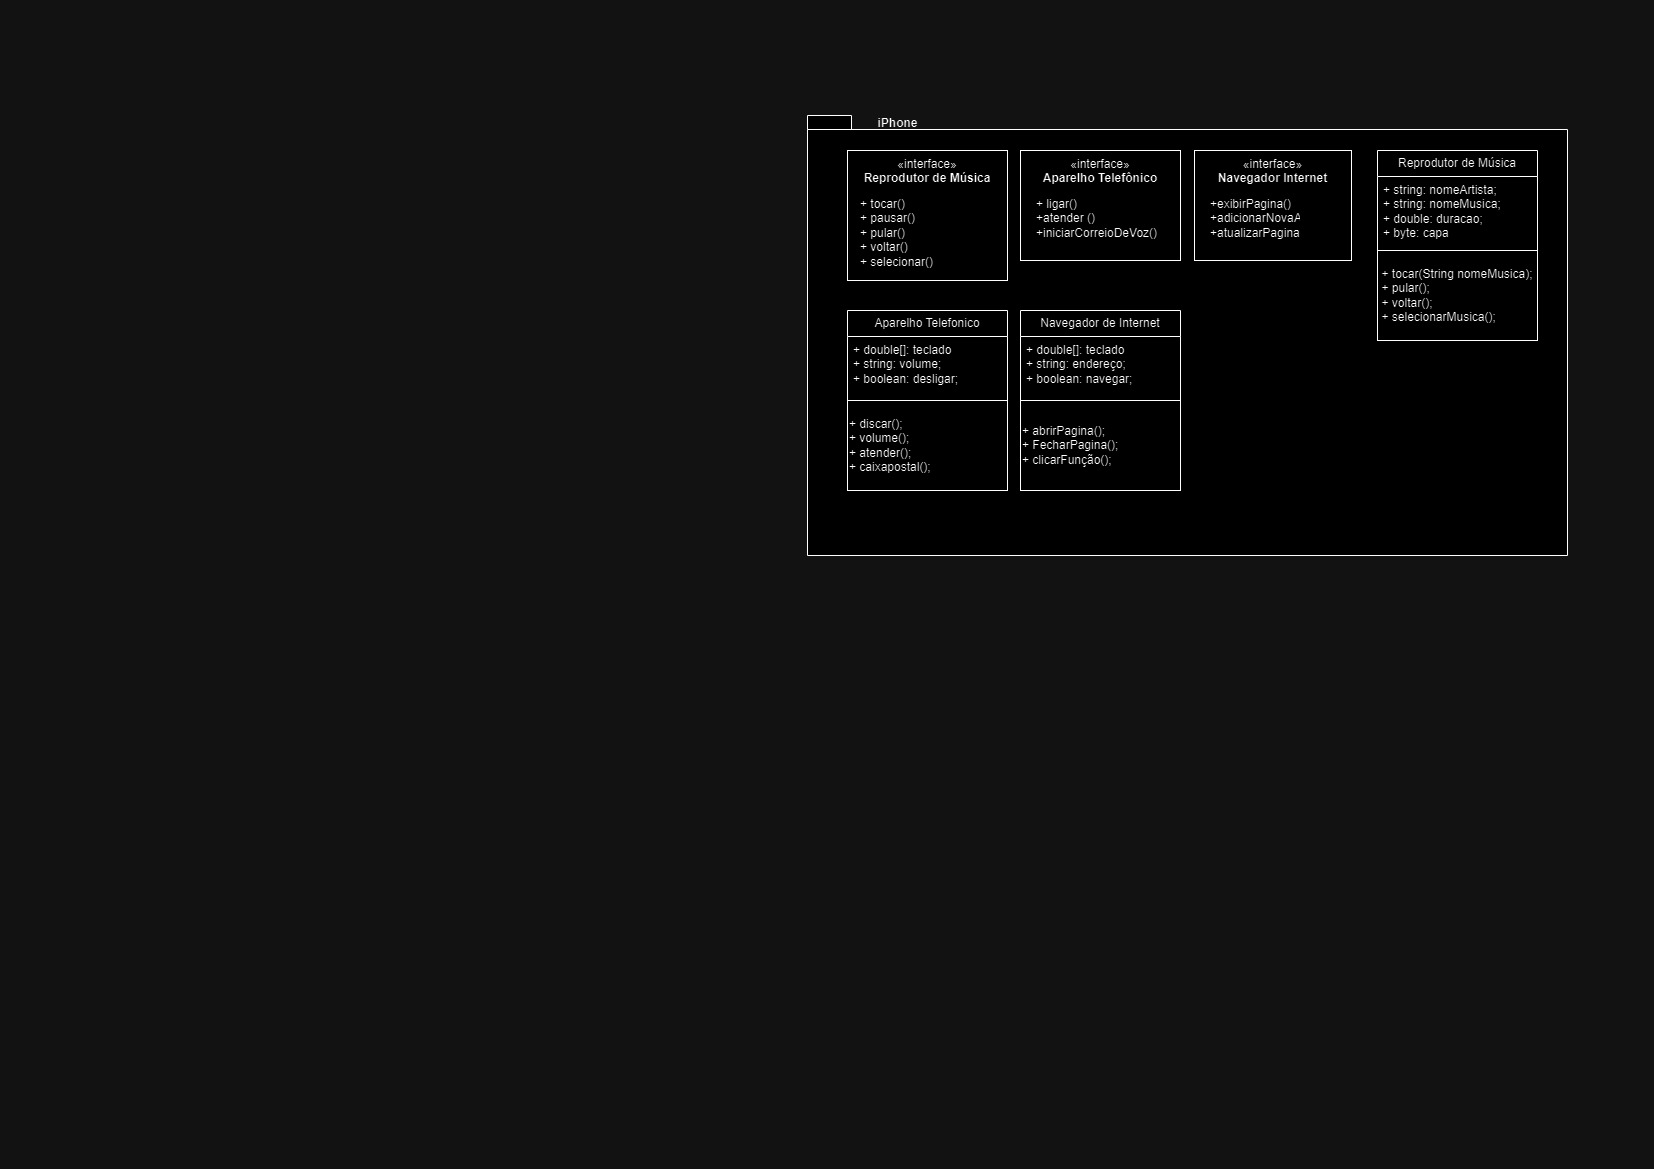 iPhone
«interface»
Reprodutor de Música
+ tocar()
+ pausar()
+ pular()
+ voltar()
+ selecionar()
«interface»
Aparelho Telefônico
+ ligar()
+atender ()
+iniciarCorreioDeVoz()
«interface»
Navegador Internet
+exibirPagina()
+adicionarNovaA
+atualizarPagina
Reprodutor de Música
+ string: nomeArtista;
+ string: nomeMusica;
+ double: duracao;
+ byte: capa
+ tocar(String nomeMusica);
+ pular();
+ voltar();
+ selecionarMusica();
Aparelho Telefonico
+ double[]: teclado
+ string: volume;
+ boolean: desligar;
+ discar();
+ volume();
+ atender();
+ caixapostal();
Navegador de Internet
+ double[]: teclado
+ string: endereço;
+ boolean: navegar;
+ abrirPagina();
+ FecharPagina();
+ clicarFunção();